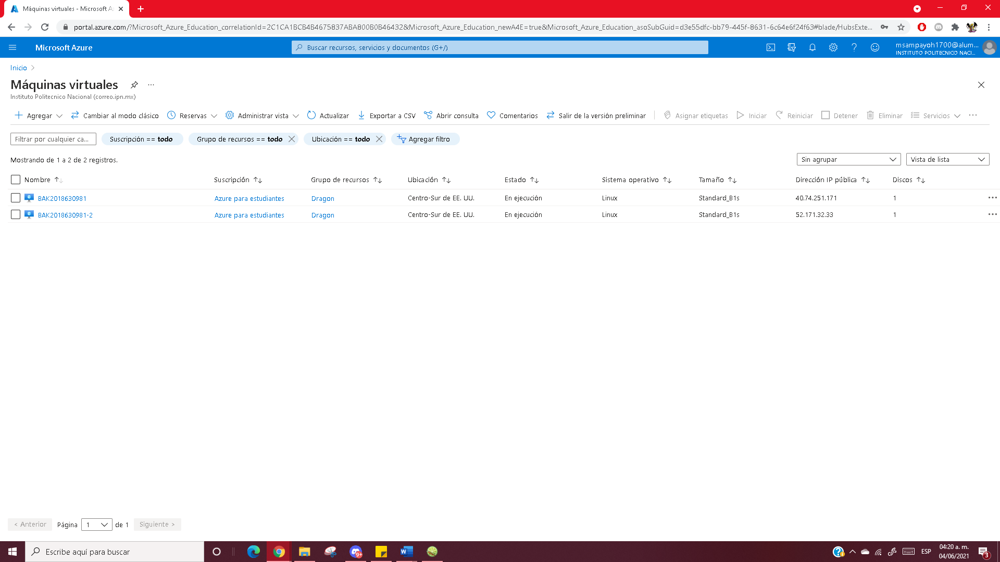 Máquinas virtuales - Microsoft A
portal.azure.com/?Microsoft_Azure_Education_correlationId=2C1CA1BCB4B4675837ABA800B0B46432&Microsoft_Azure_Education_newA4E=true&Microsoft_Azure_Education_asoSubGuid=d3e55dfc-bb79-445f-8631-6c64e6f24f63#blade/HubsExte...
Microsoft Azure
Buscar recursos, servicios y documentos (G+/)
msampayoh1700@alum...
INSTITUTO POLITECNICO NACI...
Inicio
Máquinas virtuales
Instituto Politecnico Nacional (correo.ipn.mx)
Agregar Cambiar al modo clásico Reservas Administrar vista Actualizar Exportar a CSV Abrir consulta Comentarios Salir de la versión preliminar Asignar etiquetas Iniciar Reiniciar Detener Eliminar Servicios ...
Filtrar por cualquier ca... Suscripción == todo Grupo de recursos == todo Ubicación == todo Agregar filtro
Mostrando de 1 a 2 de 2 registros. Sin agrupar Vista de lista
Nombre Suscripción Grupo de recursos Ubicación Estado Sistema operativo Tamaño Dirección IP pública Discos
BAK2018630981 Azure para estudiantes Dragon Centro-Sur de EE. UU. En ejecución Linux Standard_B1s 40.74.251.171 1
BAK2018630981-2 Azure para estudiantes Dragon Centro-Sur de EE. UU. En ejecución Linux Standard_B1s 52.171.32.33 1
< Anterior Página 1 de 1 Siguiente >
Escribe aquí para buscar
9+
ESP
04:20 a. m.
04/06/2021
3